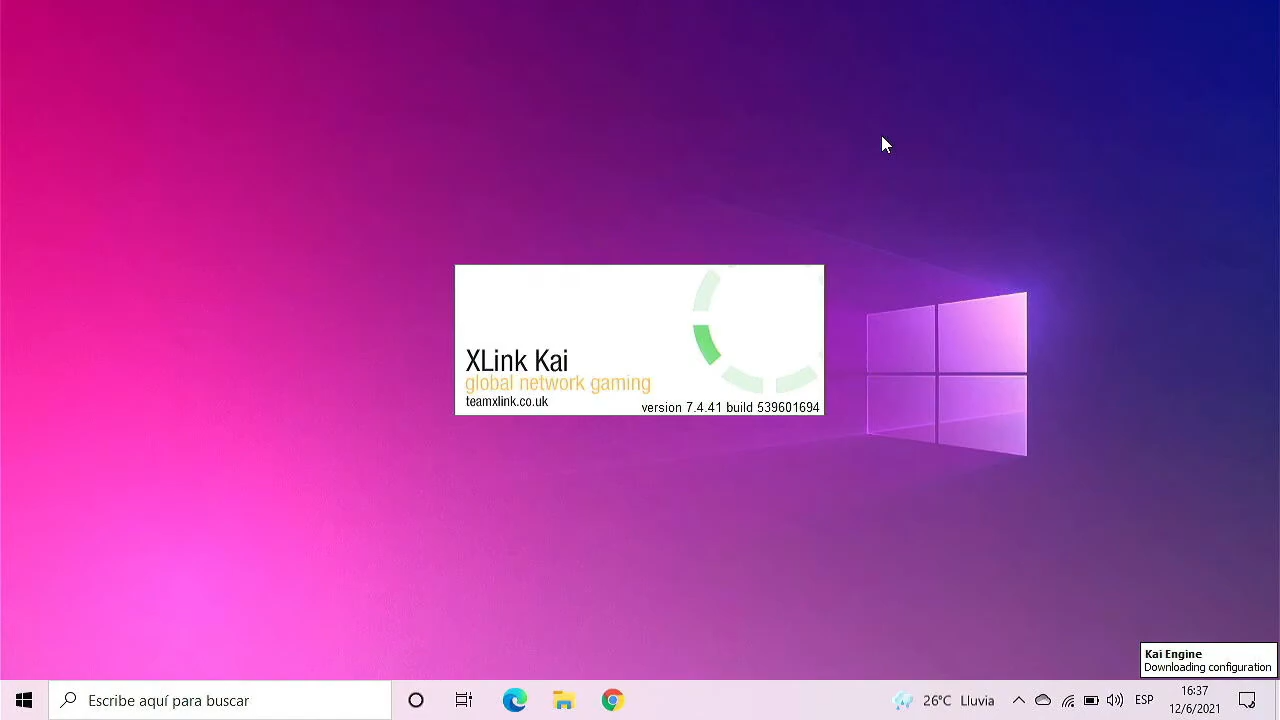 XLink Kai
global network gaming
teamxlink.co.uk
version 7.4.41 build 539601694
Kai Engine
Downloading configuration
Escribe aquí para buscar
26°C Lluvia
ESP
16:37
12/6/2021